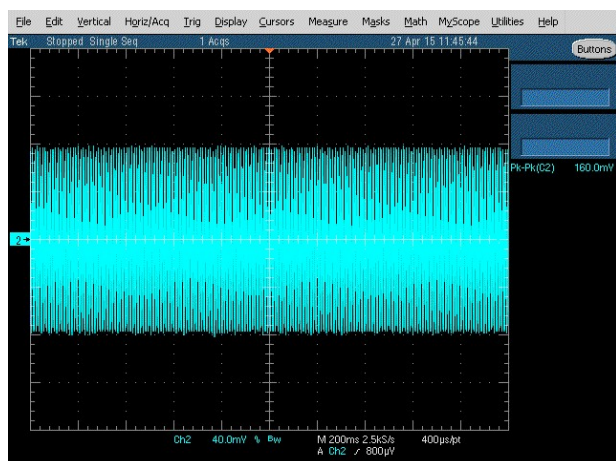 File Edit Vertical Horiz/Acq Trig Display Cursors Measure Masks Math MyScope Utilities Help
Tek Stopped Single Seq 1 Acqs 27 Apr 15 11:45:44 Buttons
Pk-Pk(C2) 160.0mV
2
Ch2 40.0mV % Bw M 200ms 2.5kS/s 400µs/pt
A Ch2 ∕ 800µV